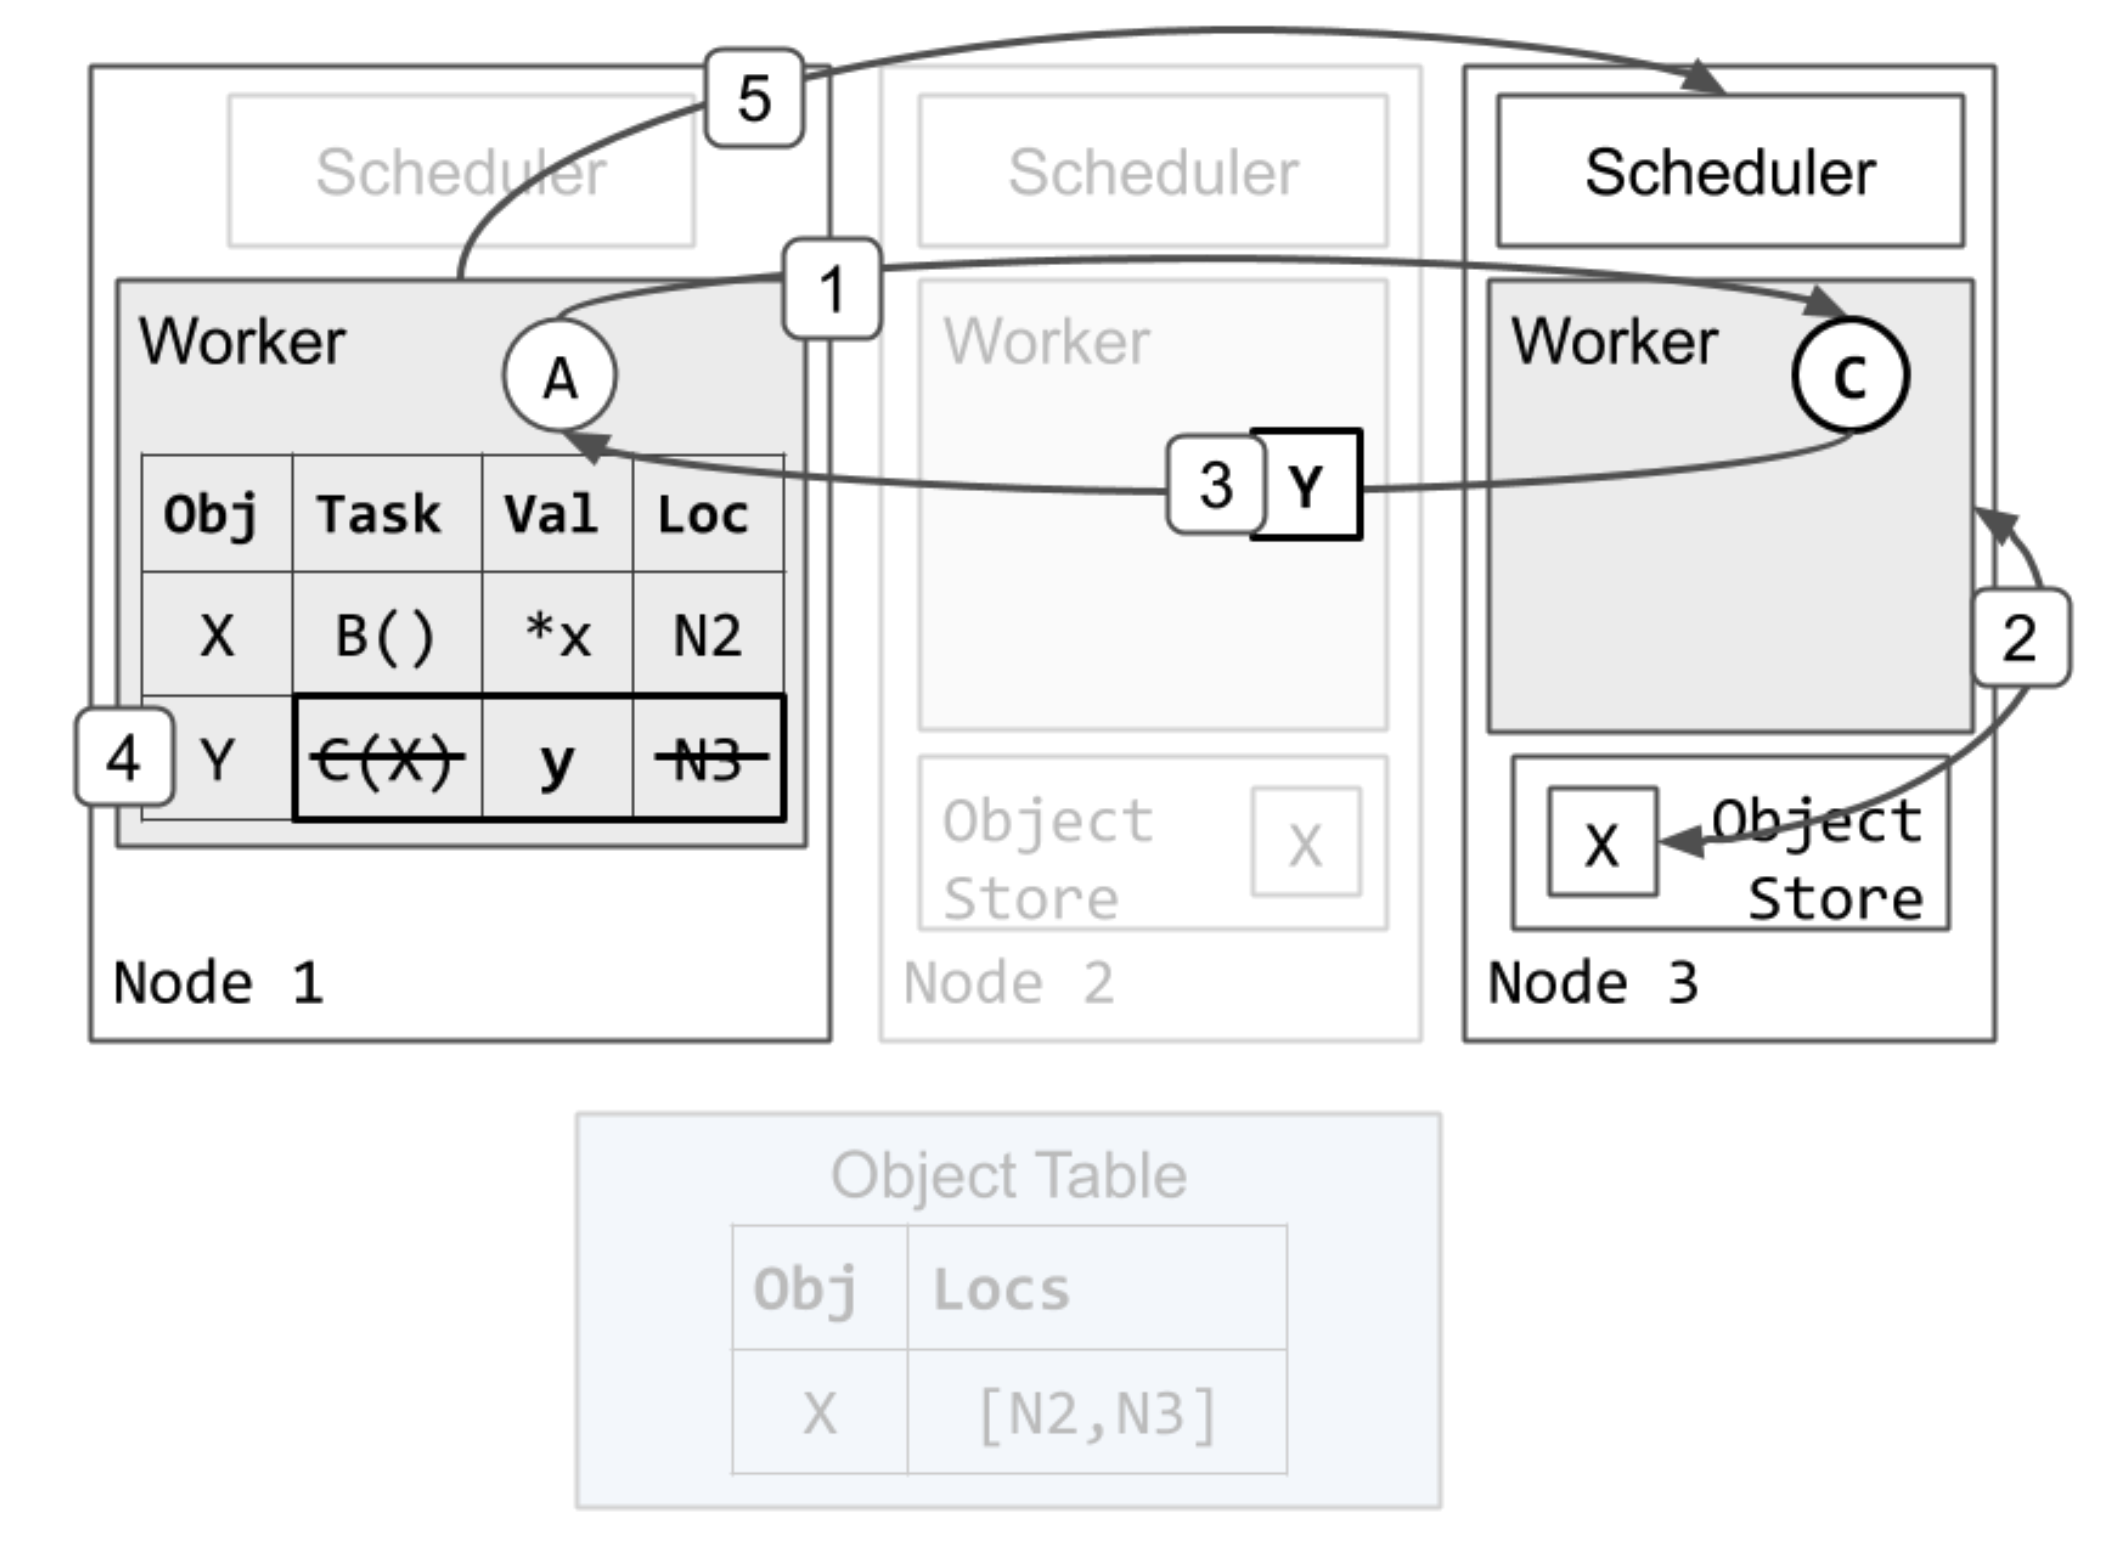 5
Scheduler
Scheduler
Scheduler
1
Worker
A
Worker
Worker
C
3
Y
Obj Task Val Loc
X B() *x N2
2
4
Y C(X) y N3
Object
Store
X
X
Object
Store
Node 1
Node 2
Node 3
Object Table
Obj Locs
X [N2,N3]